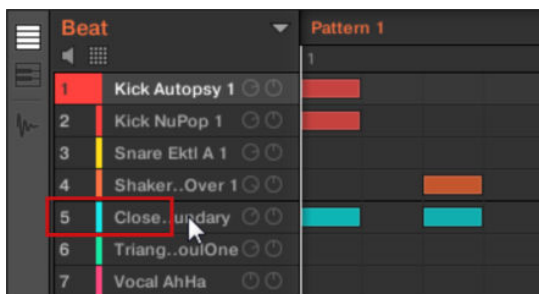 Beat
Pattern 1
1
1 Kick Autopsy 1
2 Kick NuPop 1
3 Snare Ektl A 1
4 Shaker..Over 1
5 Close..undary
6 Triang..oulOne
7 Vocal AhHa